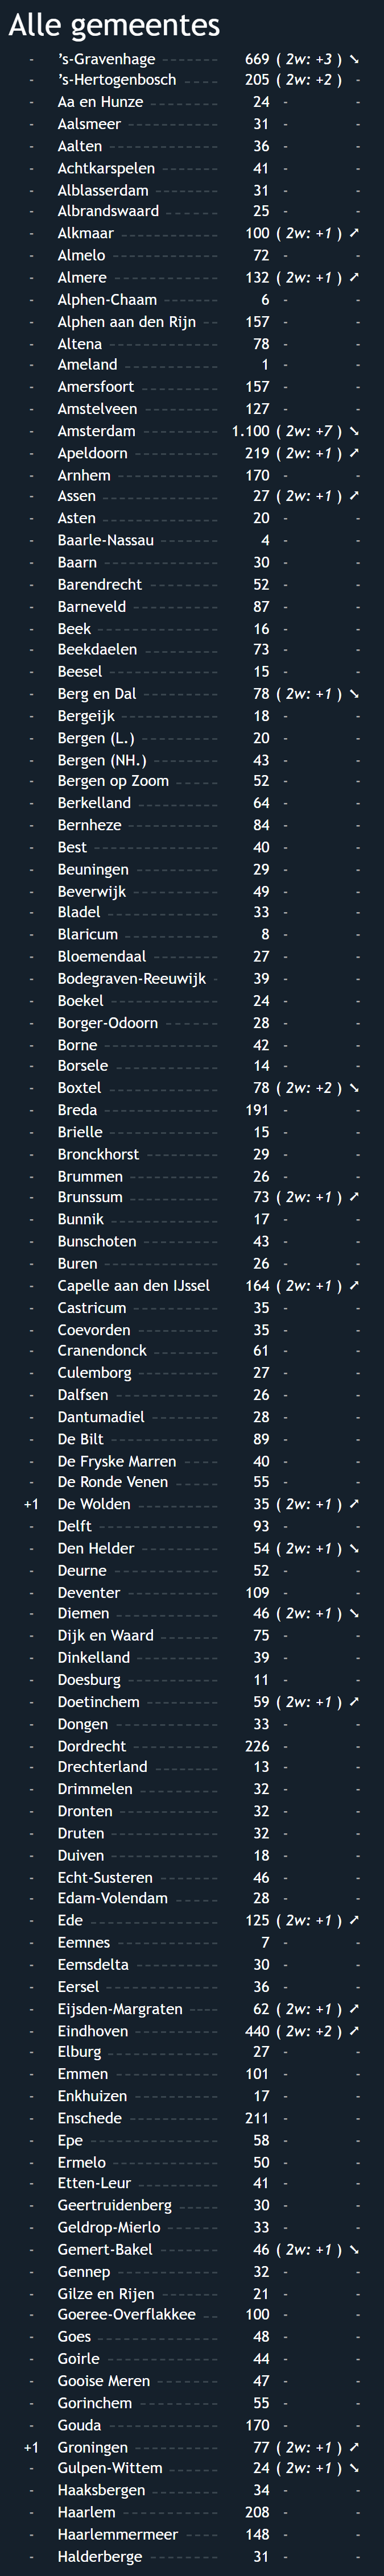 Alle gemeentes
- ’s-Gravenhage 669 ( 2w: +3 ) ↘
- ’s-Hertogenbosch 205 ( 2w: +2 ) -
- Aa en Hunze 24 - -
- Aalsmeer 31 - -
- Aalten 36 - -
- Achtkarspelen 41 - -
- Alblasserdam 31 - -
- Albrandswaard 25 - -
- Alkmaar 100 ( 2w: +1 ) ↗
- Almelo 72 - -
- Almere 132 ( 2w: +1 ) ↗
- Alphen-Chaam 6 - -
- Alphen aan den Rijn 157 - -
- Altena 78 - -
- Ameland 1 - -
- Amersfoort 157 - -
- Amstelveen 127 - -
- Amsterdam 1.100 ( 2w: +7 ) ↘
- Apeldoorn 219 ( 2w: +1 ) ↗
- Arnhem 170 - -
- Assen 27 ( 2w: +1 ) ↗
- Asten 20 - -
- Baarle-Nassau 4 - -
- Baarn 30 - -
- Barendrecht 52 - -
- Barneveld 87 - -
- Beek 16 - -
- Beekdaelen 73 - -
- Beesel 15 - -
- Berg en Dal 78 ( 2w: +1 ) ↘
- Bergeijk 18 - -
- Bergen (L.) 20 - -
- Bergen (NH.) 43 - -
- Bergen op Zoom 52 - -
- Berkelland 64 - -
- Bernheze 84 - -
- Best 40 - -
- Beuningen 29 - -
- Beverwijk 49 - -
- Bladel 33 - -
- Blaricum 8 - -
- Bloemendaal 27 - -
- Bodegraven-Reeuwijk 39 - -
- Boekel 24 - -
- Borger-Odoorn 28 - -
- Borne 42 - -
- Borsele 14 - -
- Boxtel 78 ( 2w: +2 ) ↘
- Breda 191 - -
- Brielle 15 - -
- Bronckhorst 29 - -
- Brummen 26 - -
- Brunssum 73 ( 2w: +1 ) ↗
- Bunnik 17 - -
- Bunschoten 43 - -
- Buren 26 - -
- Capelle aan den IJssel 164 ( 2w: +1 ) ↗
- Castricum 35 - -
- Coevorden 35 - -
- Cranendonck 61 - -
- Culemborg 27 - -
- Dalfsen 26 - -
- Dantumadiel 28 - -
- De Bilt 89 - -
- De Fryske Marren 40 - -
- De Ronde Venen 55 - -
+1 De Wolden 35 ( 2w: +1 ) ↗
- Delft 93 - -
- Den Helder 54 ( 2w: +1 ) ↘
- Deurne 52 - -
- Deventer 109 - -
- Diemen 46 ( 2w: +1 ) ↘
- Dijk en Waard 75 - -
- Dinkelland 39 - -
- Doesburg 11 - -
- Doetinchem 59 ( 2w: +1 ) ↗
- Dongen 33 - -
- Dordrecht 226 - -
- Drechterland 13 - -
- Drimmelen 32 - -
- Dronten 32 - -
- Druten 32 - -
- Duiven 18 - -
- Echt-Susteren 46 - -
- Edam-Volendam 28 - -
- Ede 125 ( 2w: +1 ) ↗
- Eemnes 7 - -
- Eemsdelta 30 - -
- Eersel 36 - -
- Eijsden-Margraten 62 ( 2w: +1 ) ↗
- Eindhoven 440 ( 2w: +2 ) ↗
- Elburg 27 - -
- Emmen 101 - -
- Enkhuizen 17 - -
- Enschede 211 - -
- Epe 58 - -
- Ermelo 50 - -
- Etten-Leur 41 - -
- Geertruidenberg 30 - -
- Geldrop-Mierlo 33 - -
- Gemert-Bakel 46 ( 2w: +1 ) ↘
- Gennep 32 - -
- Gilze en Rijen 21 - -
- Goeree-Overflakkee 100 - -
- Goes 48 - -
- Goirle 44 - -
- Gooise Meren 47 - -
- Gorinchem 55 - -
- Gouda 170 - -
+1 Groningen 77 ( 2w: +1 ) ↗
- Gulpen-Wittem 24 ( 2w: +1 ) ↘
- Haaksbergen 34 - -
- Haarlem 208 - -
- Haarlemmermeer 148 - -
- Halderberge 31 - -